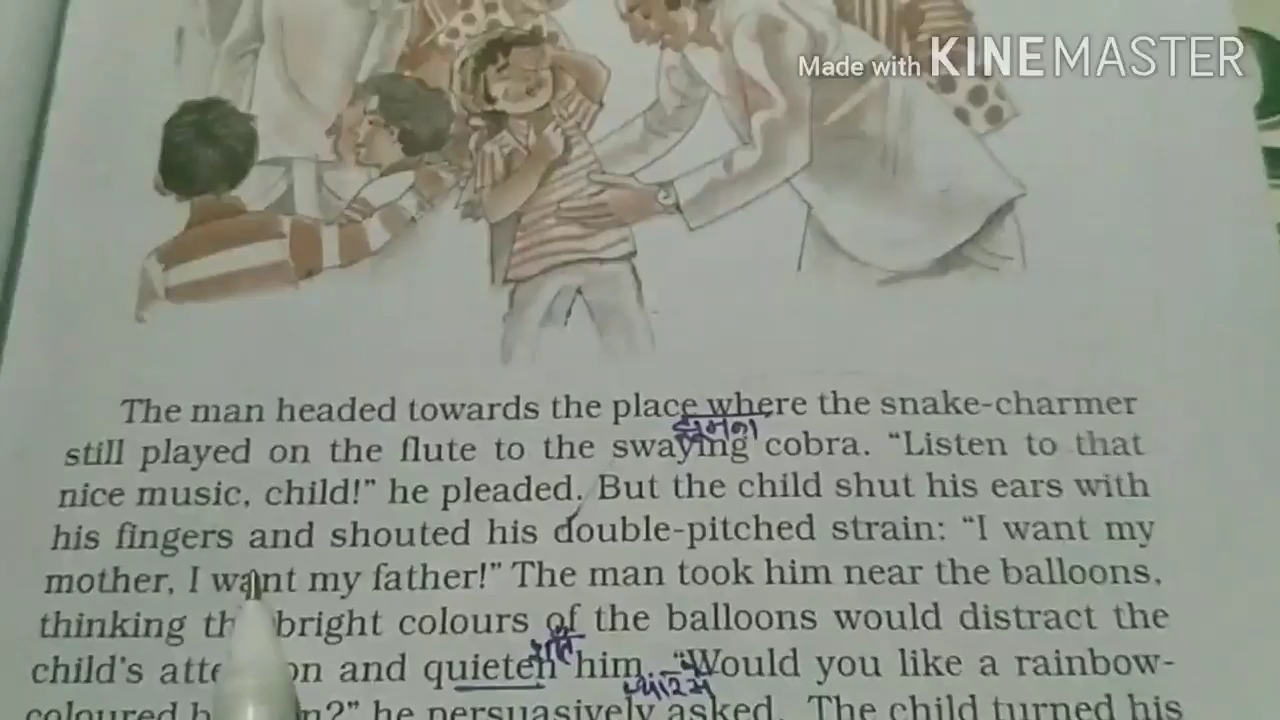 Made with KINEMASTER
The man headed towards the place where the snake-charmer
still played on the flute to the swaying cobra. "Listen to that
nice music, child!" he pleaded. But the child shut his ears with
his fingers and shouted his double-pitched strain: "I want my
mother, I want my father!" The man took him near the balloons,
thinking bright colours of the balloons would distract the
child's and quieten him. "Would you like a rainbow-
coloured he persuasively asked. The child turned his